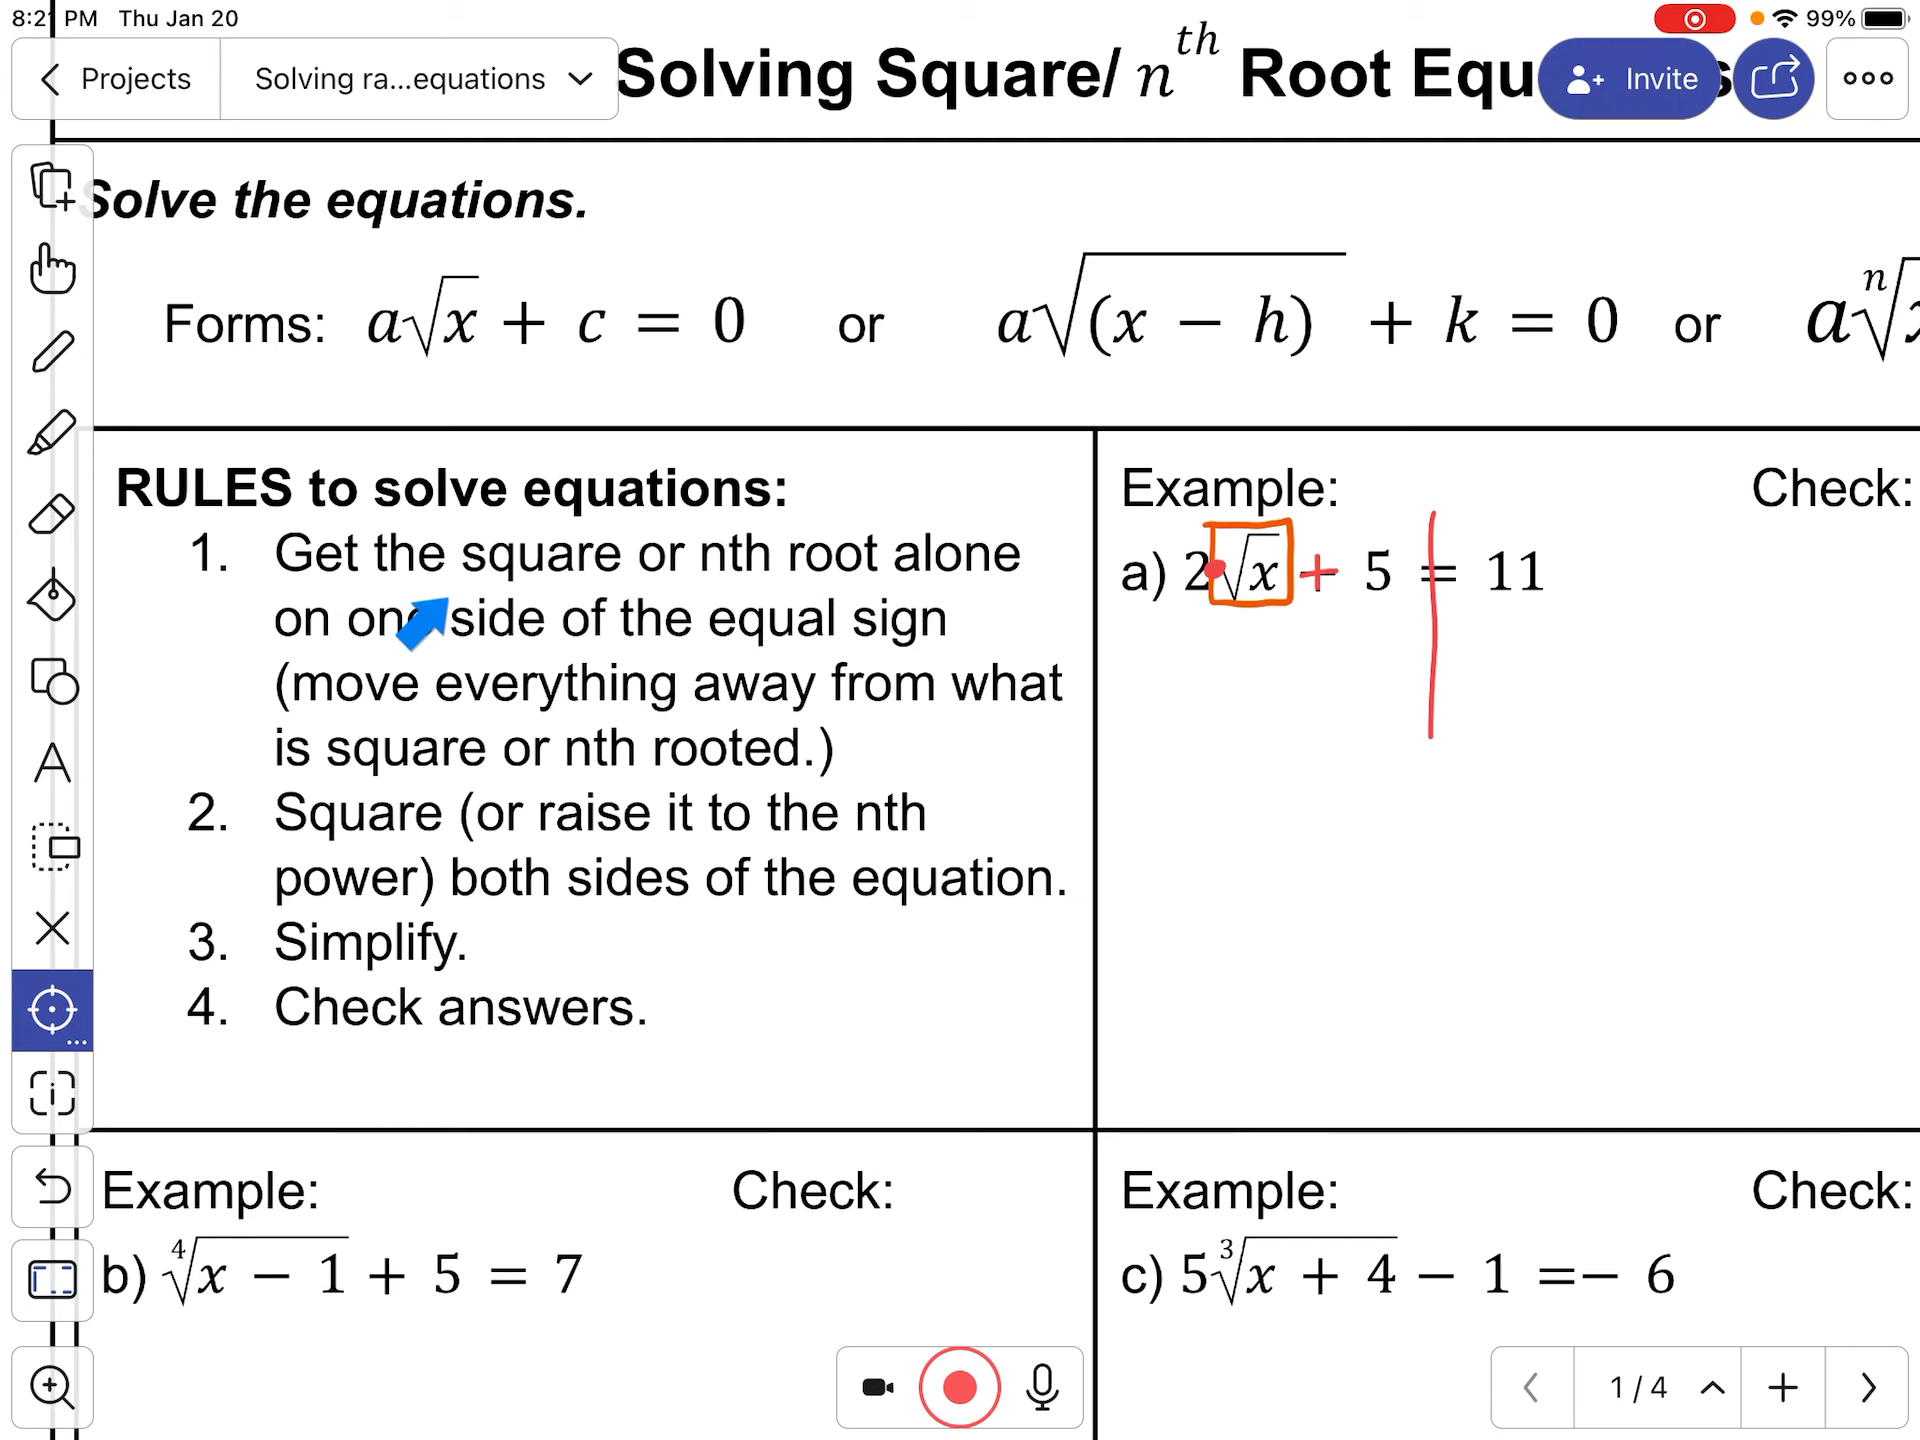 8:21 PM Thu Jan 20 99%
Projects Solving ra...equations Solving Square/ nᵗʰ Root Equ Invite s
Solve the equations.
Forms: a√x + c = 0 or a√(x − h) + k = 0 or aⁿ√x
RULES to solve equations:
1. Get the square or nth root alone
on one side of the equal sign
(move everything away from what
is square or nth rooted.)
2. Square (or raise it to the nth
power) both sides of the equation.
3. Simplify.
4. Check answers.
Example: Check:
a) 2√x + 5 = 11
Example: Check:
b) ⁴√x − 1 + 5 = 7
Example: Check:
c) 5³√x + 4 − 1 =− 6
A
1 / 4